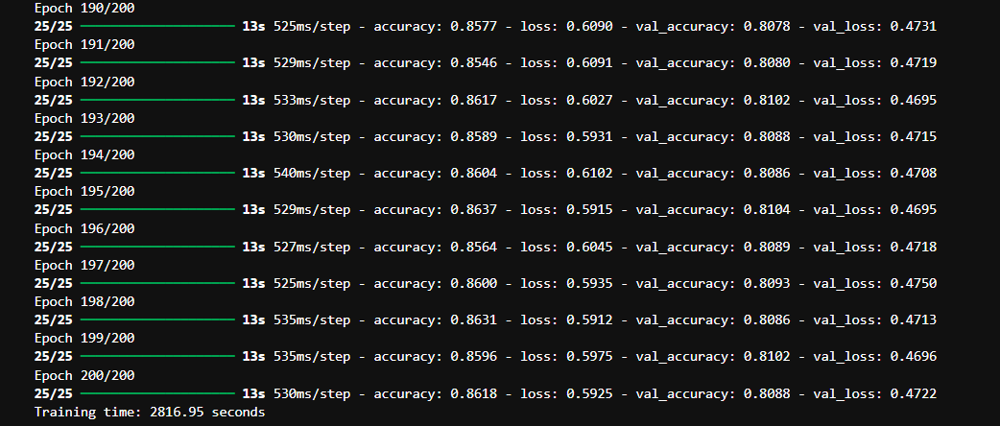 Epoch 190/200
25/25 ━━━━━━━━━━━━━━━━━━━━ 13s 525ms/step - accuracy: 0.8577 - loss: 0.6090 - val_accuracy: 0.8078 - val_loss: 0.4731
Epoch 191/200
25/25 ━━━━━━━━━━━━━━━━━━━━ 13s 529ms/step - accuracy: 0.8546 - loss: 0.6091 - val_accuracy: 0.8080 - val_loss: 0.4719
Epoch 192/200
25/25 ━━━━━━━━━━━━━━━━━━━━ 13s 533ms/step - accuracy: 0.8617 - loss: 0.6027 - val_accuracy: 0.8102 - val_loss: 0.4695
Epoch 193/200
25/25 ━━━━━━━━━━━━━━━━━━━━ 13s 530ms/step - accuracy: 0.8589 - loss: 0.5931 - val_accuracy: 0.8088 - val_loss: 0.4715
Epoch 194/200
25/25 ━━━━━━━━━━━━━━━━━━━━ 13s 540ms/step - accuracy: 0.8604 - loss: 0.6102 - val_accuracy: 0.8086 - val_loss: 0.4708
Epoch 195/200
25/25 ━━━━━━━━━━━━━━━━━━━━ 13s 529ms/step - accuracy: 0.8637 - loss: 0.5915 - val_accuracy: 0.8104 - val_loss: 0.4695
Epoch 196/200
25/25 ━━━━━━━━━━━━━━━━━━━━ 13s 527ms/step - accuracy: 0.8564 - loss: 0.6045 - val_accuracy: 0.8089 - val_loss: 0.4718
Epoch 197/200
25/25 ━━━━━━━━━━━━━━━━━━━━ 13s 525ms/step - accuracy: 0.8600 - loss: 0.5935 - val_accuracy: 0.8093 - val_loss: 0.4750
Epoch 198/200
25/25 ━━━━━━━━━━━━━━━━━━━━ 13s 535ms/step - accuracy: 0.8631 - loss: 0.5912 - val_accuracy: 0.8086 - val_loss: 0.4713
Epoch 199/200
25/25 ━━━━━━━━━━━━━━━━━━━━ 13s 535ms/step - accuracy: 0.8596 - loss: 0.5975 - val_accuracy: 0.8102 - val_loss: 0.4696
Epoch 200/200
25/25 ━━━━━━━━━━━━━━━━━━━━ 13s 530ms/step - accuracy: 0.8618 - loss: 0.5925 - val_accuracy: 0.8088 - val_loss: 0.4722
Training time: 2816.95 seconds